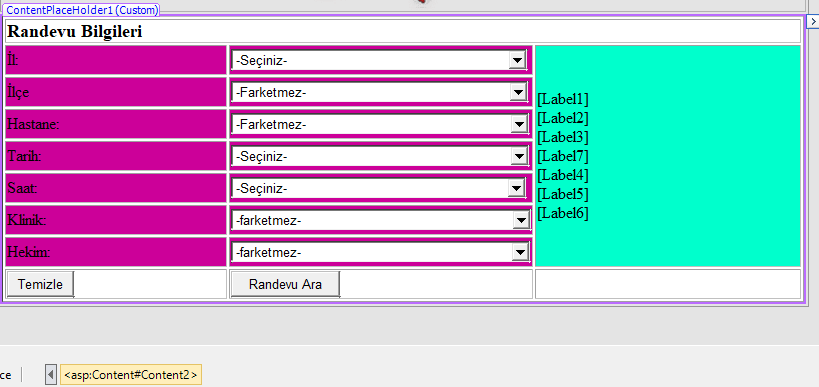 ContentPlaceHolder1 (Custom)
Randevu Bilgileri
İl: -Seçiniz-
İlçe -Farketmez-
Hastane: -Farketmez-
Tarih: -Seçiniz-
Saat: -Seçiniz-
Klinik: -farketmez-
Hekim: -farketmez-
[Label1]
[Label2]
[Label3]
[Label7]
[Label4]
[Label5]
[Label6]
Temizle Randevu Ara
ce <asp:Content#Content2>